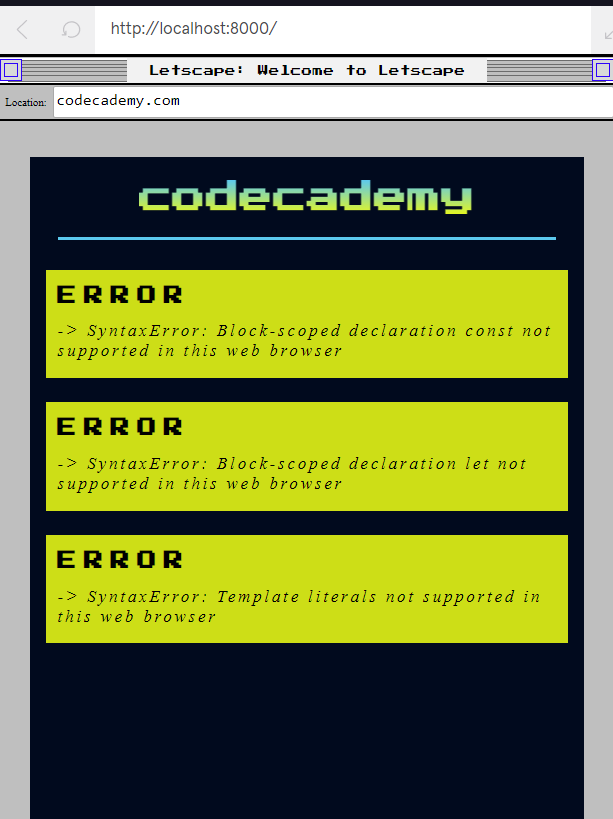 http://localhost:8000/
Letscape: Welcome to Letscape
Location: codecademy.com
codecademy
ERROR
-> SyntaxError: Block-scoped declaration const not
supported in this web browser
ERROR
-> SyntaxError: Block-scoped declaration let not
supported in this web browser
ERROR
-> SyntaxError: Template literals not supported in
this web browser